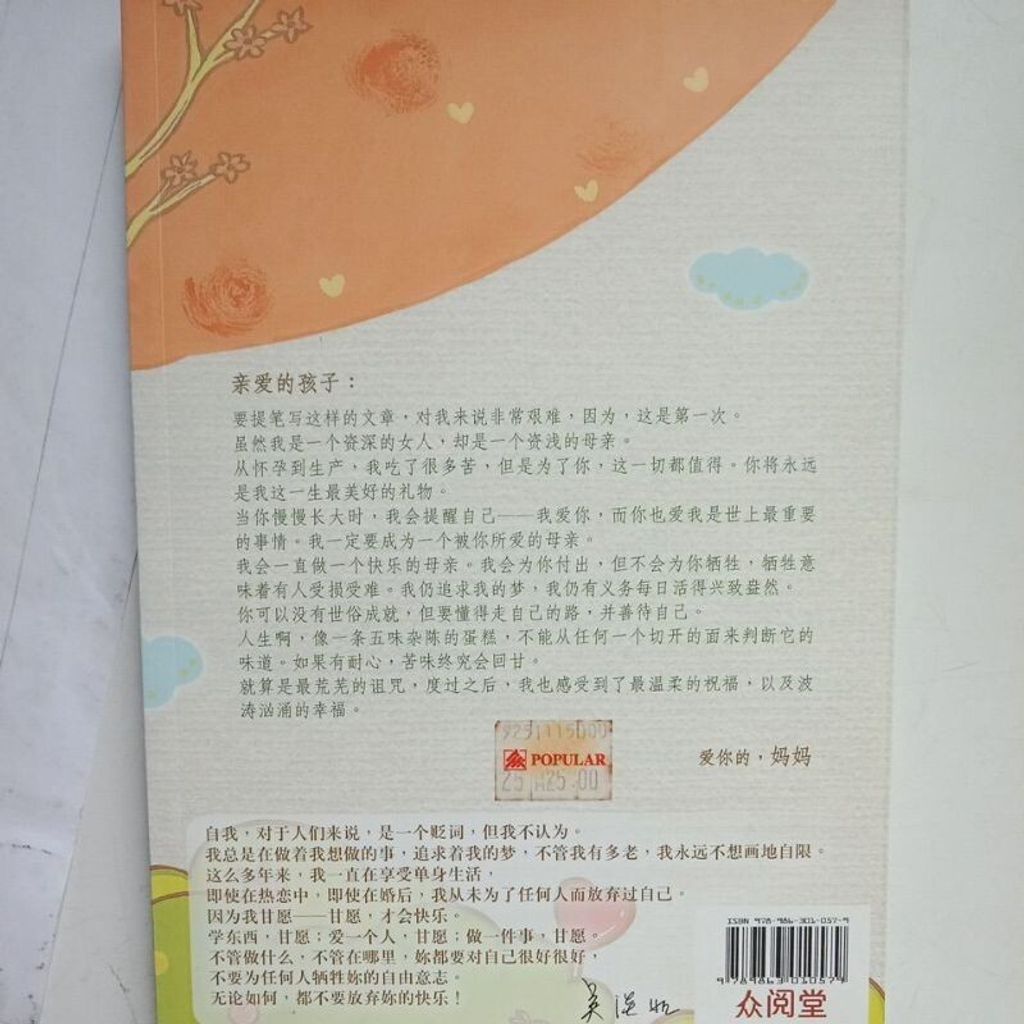 亲爱的孩子：
要提笔写这样的文章，对我来说非常艰难，因为，这是第一次。
虽然我是一个资深的女人，却是一个资浅的母亲。
从怀孕到生产，我吃了很多苦，但是为了你，这一切都值得。你将永远
是我这一生最美好的礼物。
当你慢慢长大时，我会提醒自己——我爱你，而你也爱我是世上最重要
的事情。我一定要成为一个被你所爱的母亲。
我会一直做一个快乐的母亲。我会为你付出，但不会为你牺牲，牺牲意
味着有人受损受难。我仍追求我的梦，我仍有义务每日活得兴致盎然。
你可以没有世俗成就，但要懂得走自己的路，并善待自己。
人生啊，像一条五味杂陈的蛋糕，不能从任何一个切开的面来判断它的
味道。如果有耐心，苦味终究会回甘。
就算是最荒芜的诅咒，度过之后，我也感受到了最温柔的祝福，以及波
涛汹涌的幸福。
爱你的，妈妈
POPULAR
自我，对于人们来说，是一个贬词，但我不认为。
我总是在做着我想做的事，追求着我的梦，不管我有多老，我永远不想画地自限。
这么多年来，我一直在享受单身生活，
即使在热恋中，即使在婚后，我从未为了任何人而放弃过自己。
因为我甘愿——甘愿，才会快乐。
学东西，甘愿；爱一个人，甘愿；做一件事，甘愿。
不管做什么，不管在哪里，妳都要对自己很好很好，
不要为任何人牺牲妳的自由意志。
无论如何，都不要放弃妳的快乐！
ISBN 978-986-301-057-9
9 789863 010579
众阅堂